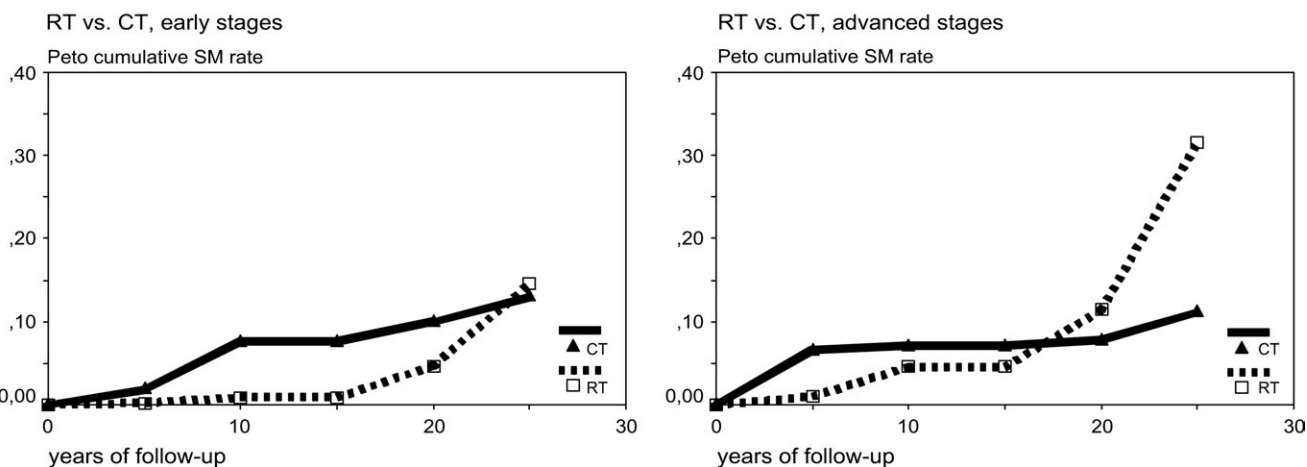 RT vs. CT, early stages
Peto cumulative SM rate
,40
,30
,20
,10
0,00
0 10 20 30
years of follow-up
CT
RT
RT vs. CT, advanced stages
Peto cumulative SM rate
,40
,30
,20
,10
0,00
0 10 20 30
years of follow-up
CT
RT